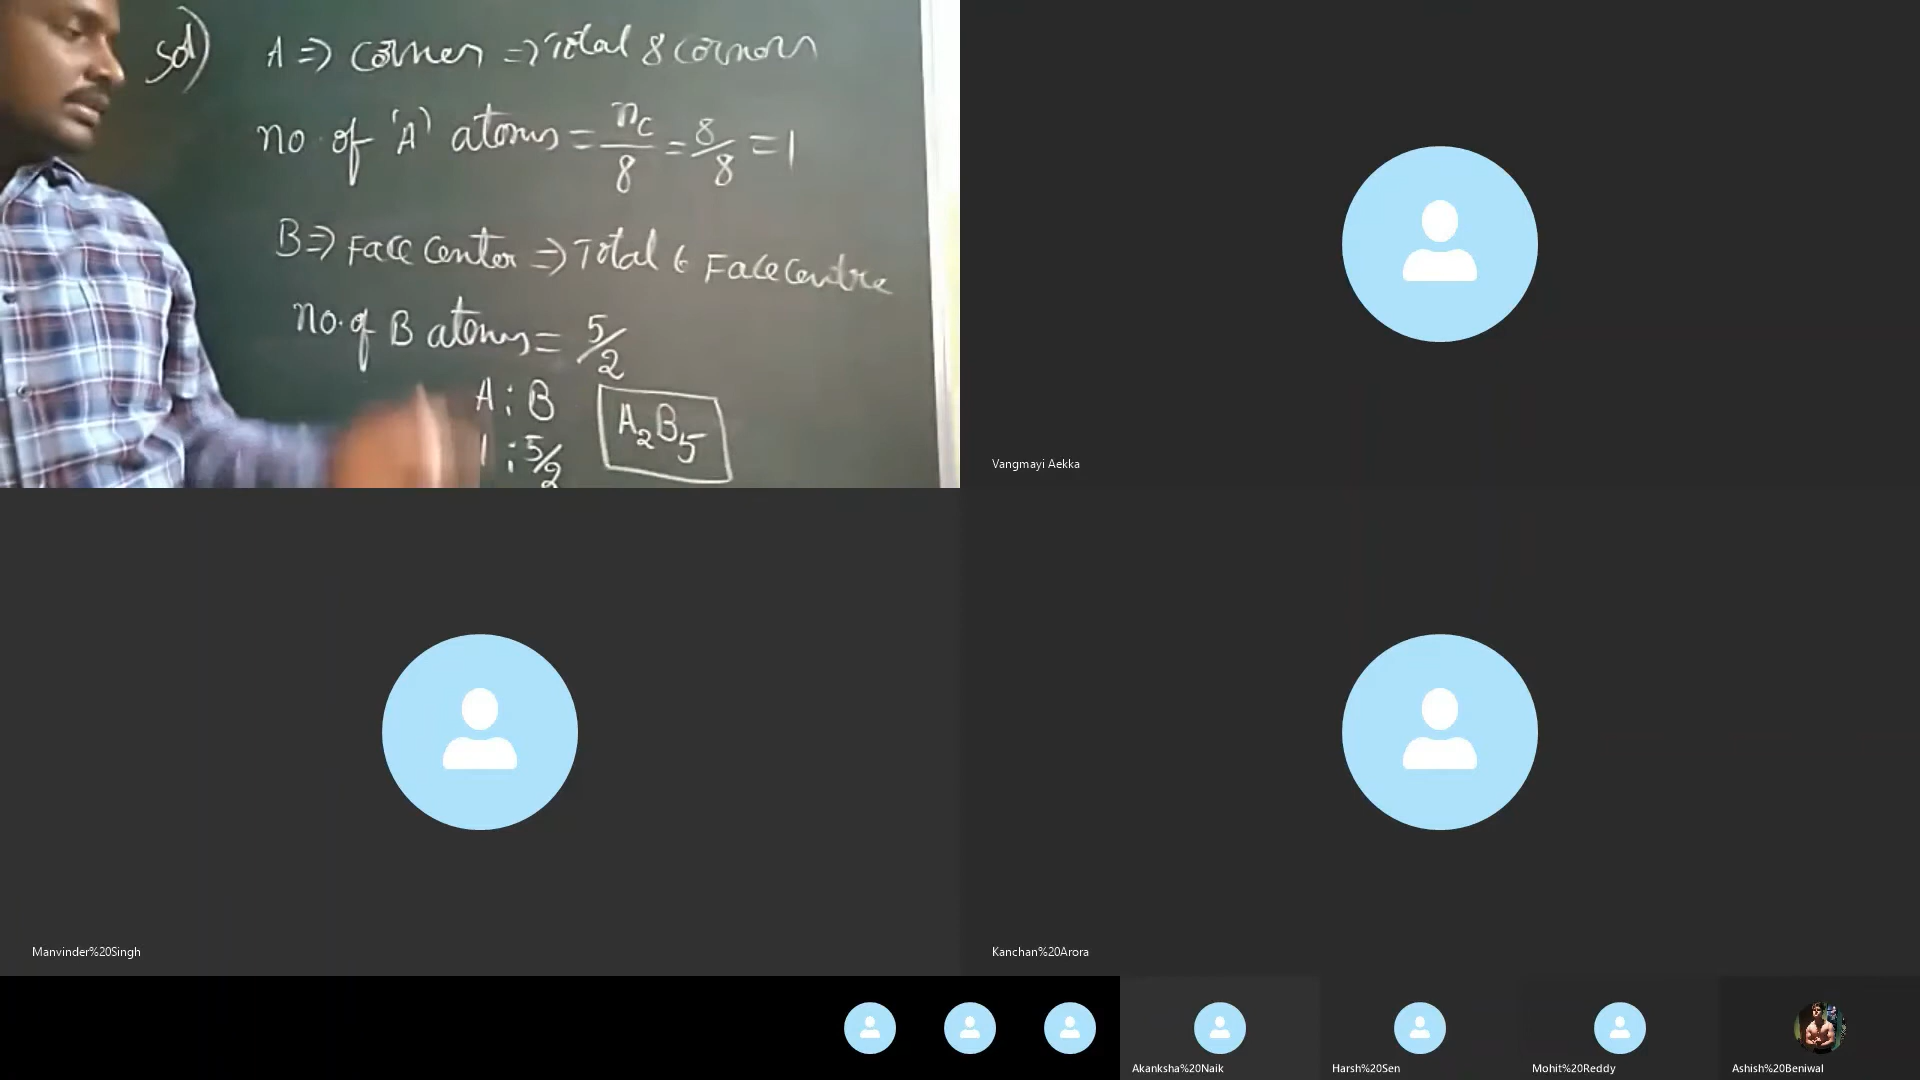 sol) A => Corner => Total 8 Corners
no. of 'A' atoms = nc/8 = 8/8 = 1
B => Face Center => Total 6 Face Centre
no. of B atoms = 5/2
A : B
1 : 5/2
A2B5
Vangmayi Aekka
Manvinder%20Singh
Kanchan%20Arora
Akanksha%20Naik
Harsh%20Sen
Mohit%20Reddy
Ashish%20Beniwal